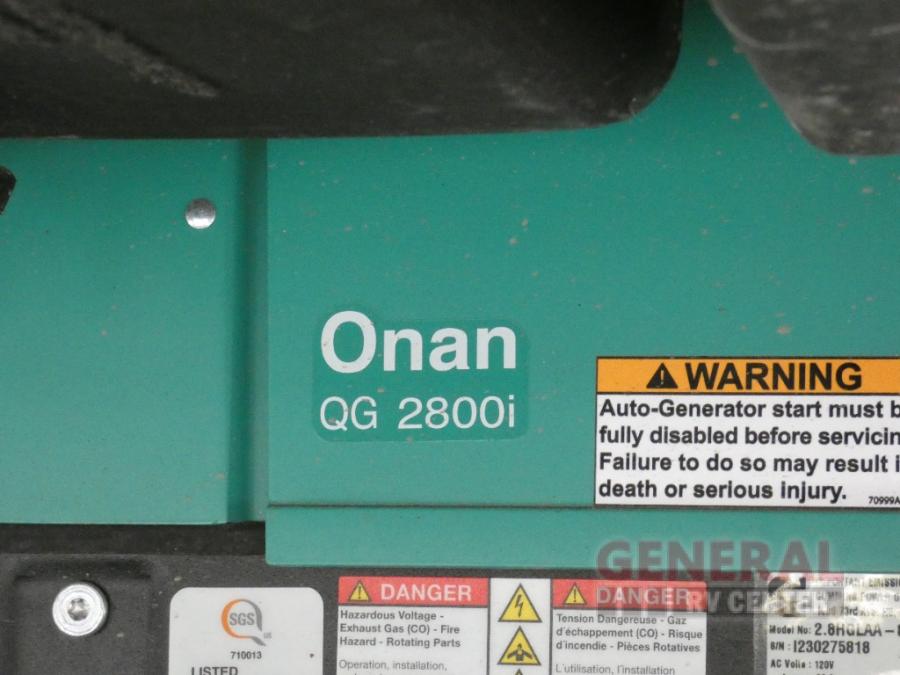 Onan
QG 2800i
WARNING
Auto-Generator start must
fully disabled before
Failure to do so may result
death or serious injury.
70999A
GENERAL
RV CENTER
SGS
US
710013
LISTED
DANGER
Hazardous Voltage -
Exhaust Gas (CO) - Fire
Hazard - Rotating Parts
Operation, installation,
DANGER
Tension Dangereuse - Gaz
d'échappement (CO) - Risque
d'incendie - Pièces Rotatives
L'utilisation, l'installation
Model No: 2.8HGLAA-
S/N: I230275818
AC Volts: 120V